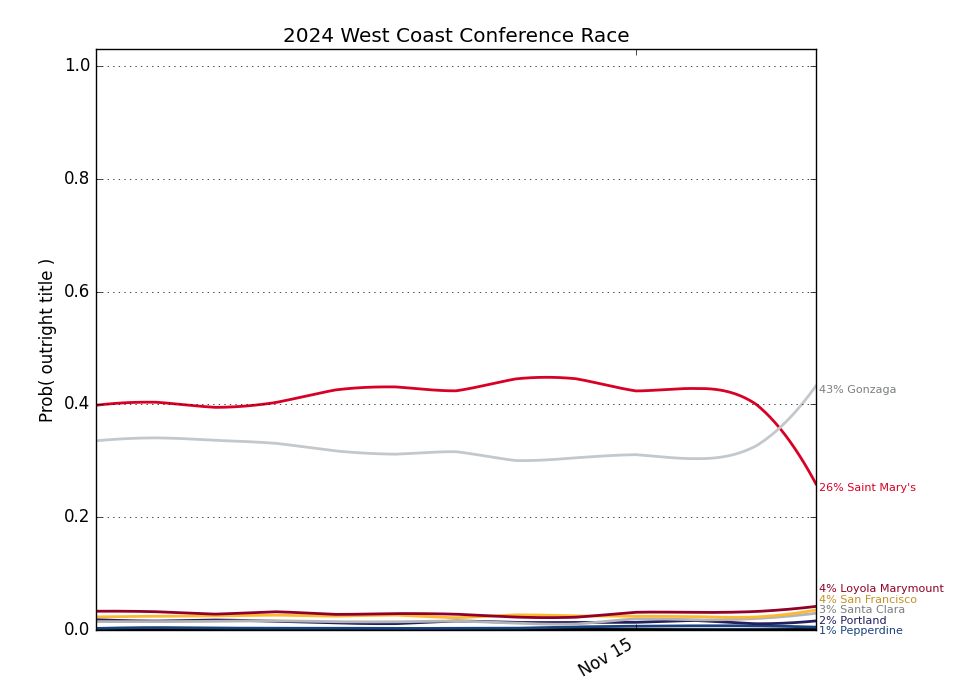 2024 West Coast Conference Race
1.0
0.8
0.6
0.4
0.2
0.0
Prob( outright title )
Nov 15
43% Gonzaga
26% Saint Mary's
4% Loyola Marymount
4% San Francisco
3% Santa Clara
2% Portland
1% Pepperdine